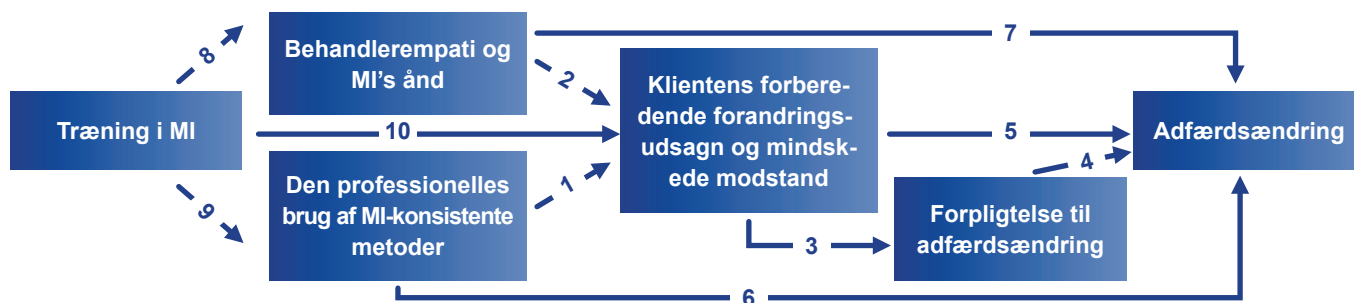 7
Behandlerempati og
MI's ånd
8
2
Klientens forbere-
dende forandrings-
udsagn og mindsk-
ede modstand
Træning i MI
10
5
Adfærdsændring
4
Den professionelles
brug af MI-konsistente
metoder
1
9
Forpligtelse til
adfærdsændring
3
6